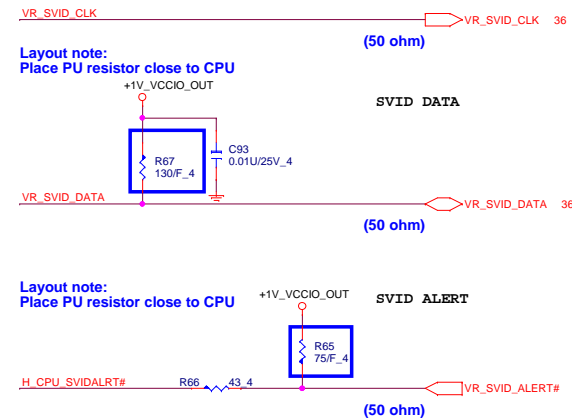 VR_SVID_CLK
VR_SVID_CLK 36
(50 ohm)
Layout note:
Place PU resistor close to CPU
+1V_VCCIO_OUT
SVID DATA
C93
0.01U/25V_4
R67
130/F_4
VR_SVID_DATA
VR_SVID_DATA 36
(50 ohm)
Layout note:
Place PU resistor close to CPU
+1V_VCCIO_OUT
SVID ALERT
R65
75/F_4
H_CPU_SVIDALRT#
R66 43_4
VR_SVID_ALERT#
(50 ohm)